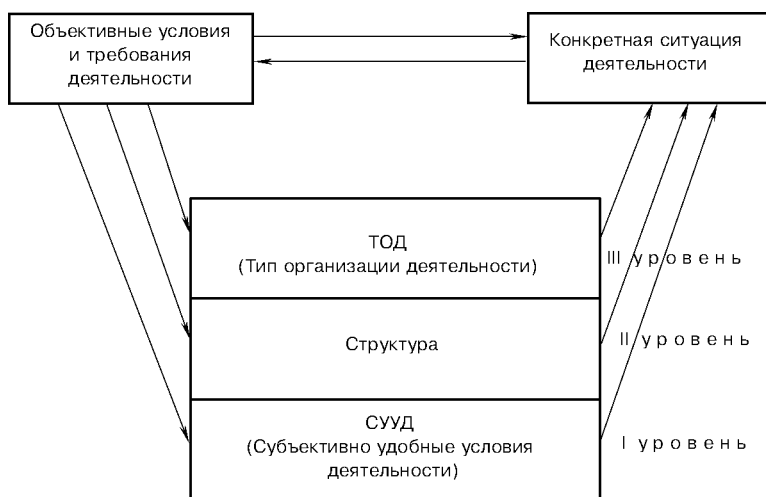 Объективные условия
и требования
деятельности
Конкретная ситуация
деятельности
ТОД
(Тип организации деятельности)
III уровень
Структура
II уровень
СУУД
(Субъективно удобные условия
деятельности)
I уровень